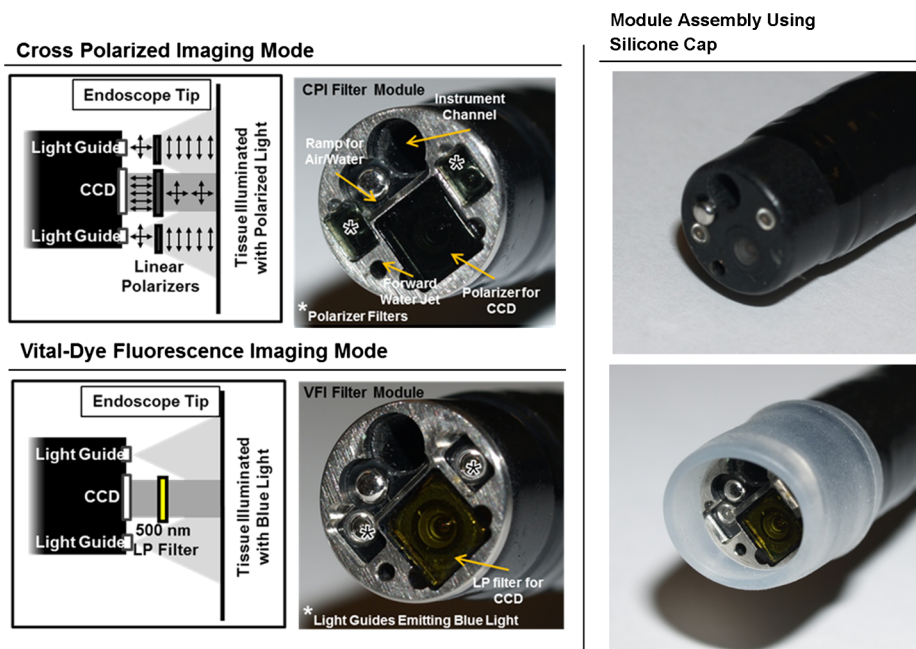 Module Assembly Using
Silicone Cap
Cross Polarized Imaging Mode
Endoscope Tip
Light Guide
CCD
Light Guide
Linear
Polarizers
Tissue Illuminated
with Polarized Light
CPI Filter Module
Instrument
Channel
Ramp for
Air/Water
*
*
Forward
Water Jet
Polarizer for
CCD
* Polarizer Filters
Vital-Dye Fluorescence Imaging Mode
Endoscope Tip
Light Guide
CCD
500 nm
LP Filter
Light Guide
Tissue Illuminated
with Blue Light
VFI Filter Module
*
*
LP filter for
CCD
* Light Guides Emitting Blue Light